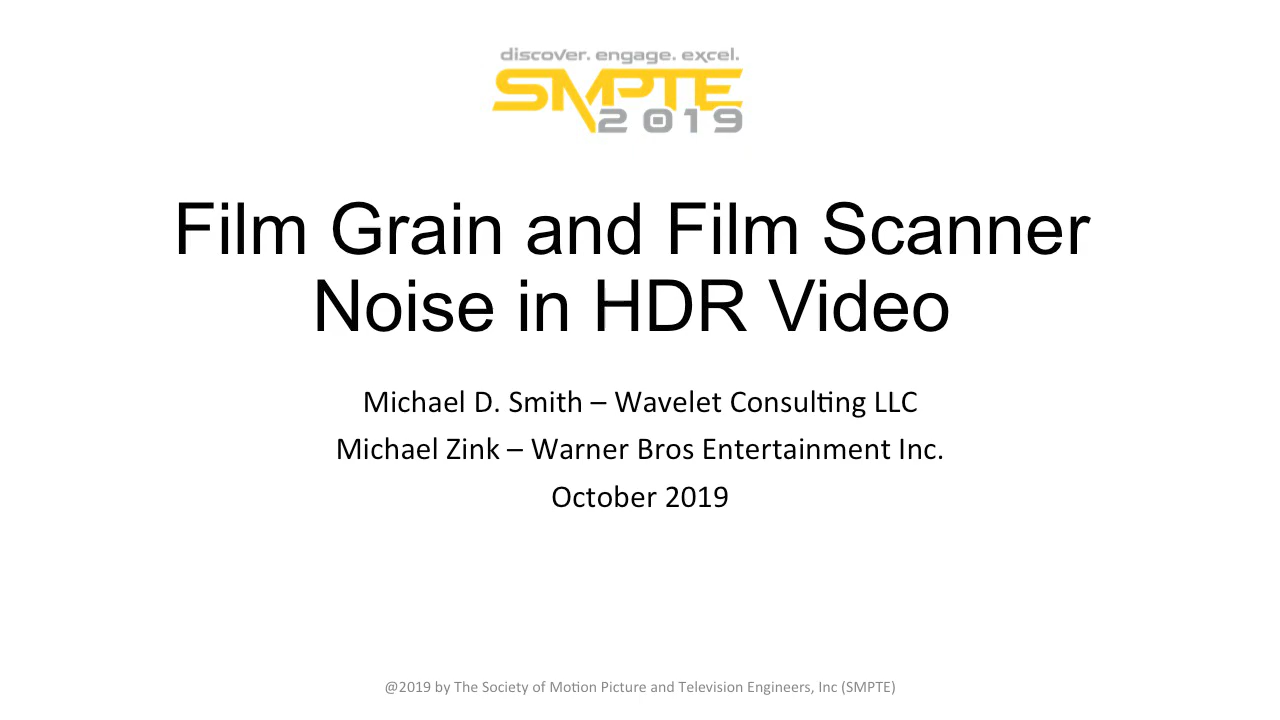 discover. engage. excel.
SMPTE
2019
Film Grain and Film Scanner
Noise in HDR Video
Michael D. Smith – Wavelet Consulting LLC
Michael Zink – Warner Bros Entertainment Inc.
October 2019
@2019 by The Society of Motion Picture and Television Engineers, Inc (SMPTE)